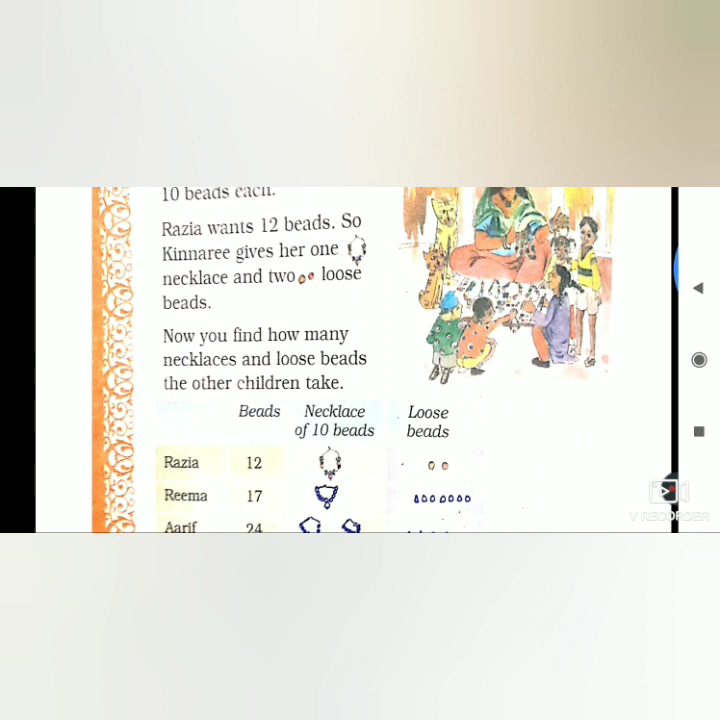 10 beads each.
Razia wants 12 beads. So
Kinnaree gives her one
necklace and two loose
beads.
Now you find how many
necklaces and loose beads
the other children take.
Beads Necklace of 10 beads Loose beads
Razia 12
Reema 17
Aarif 24
V RECORDER